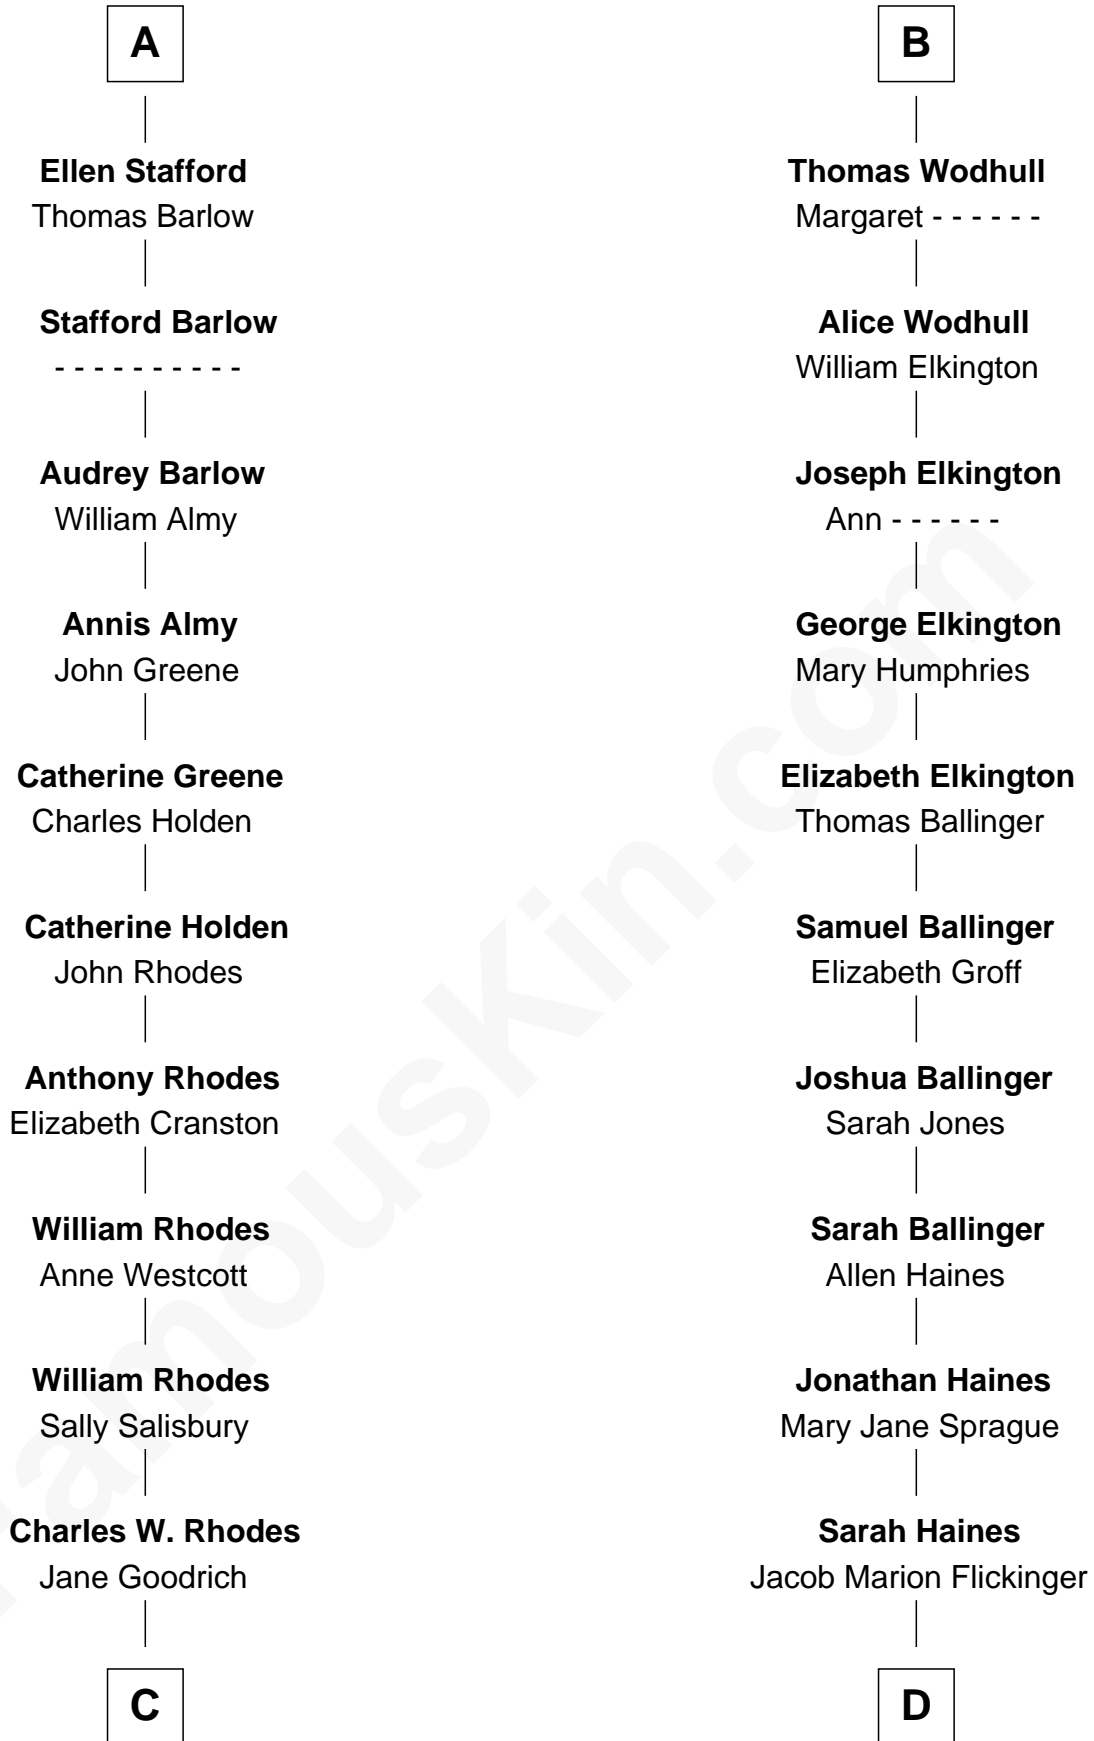 A
Ellen Stafford
Thomas Barlow
Stafford Barlow
- - - - - - - - - -
Audrey Barlow
William Almy
Annis Almy
John Greene
Catherine Greene
Charles Holden
Catherine Holden
John Rhodes
Anthony Rhodes
Elizabeth Cranston
William Rhodes
Anne Westcott
William Rhodes
Sally Salisbury
Charles W. Rhodes
Jane Goodrich
C
B
Thomas Wodhull
Margaret - - - - - -
Alice Wodhull
William Elkington
Joseph Elkington
Ann - - - - - -
George Elkington
Mary Humphries
Elizabeth Elkington
Thomas Ballinger
Samuel Ballinger
Elizabeth Groff
Joshua Ballinger
Sarah Jones
Sarah Ballinger
Allen Haines
Jonathan Haines
Mary Jane Sprague
Sarah Haines
Jacob Marion Flickinger
D
FamousKin.com